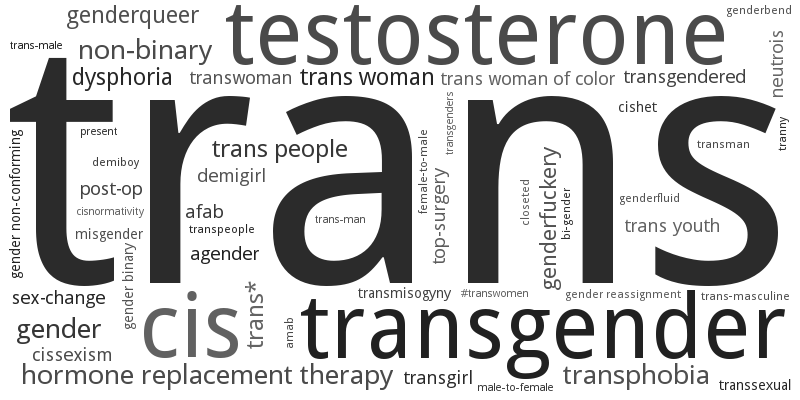 genderqueer
testosterone
genderbend
trans-male
non-binary
neutrois
dysphoria
transwoman
trans woman
trans woman of color
transgendered
trans
transgenders
cishet
tranny
gender non-conforming
present
female-to-male
transman
trans people
demiboy
genderfuckery
demigirl
top-surgery
closeted
bi-gender
post-op
genderfluid
cisnormativity
afab
trans-man
trans youth
misgender
transpeople
gender binary
agender
sex-change
cis
trans*
transmisogyny
#transwomen
gender reassignment
trans-masculine
transgender
gender
amab
cissexism
hormone replacement therapy
transgirl
male-to-female
transphobia
transsexual